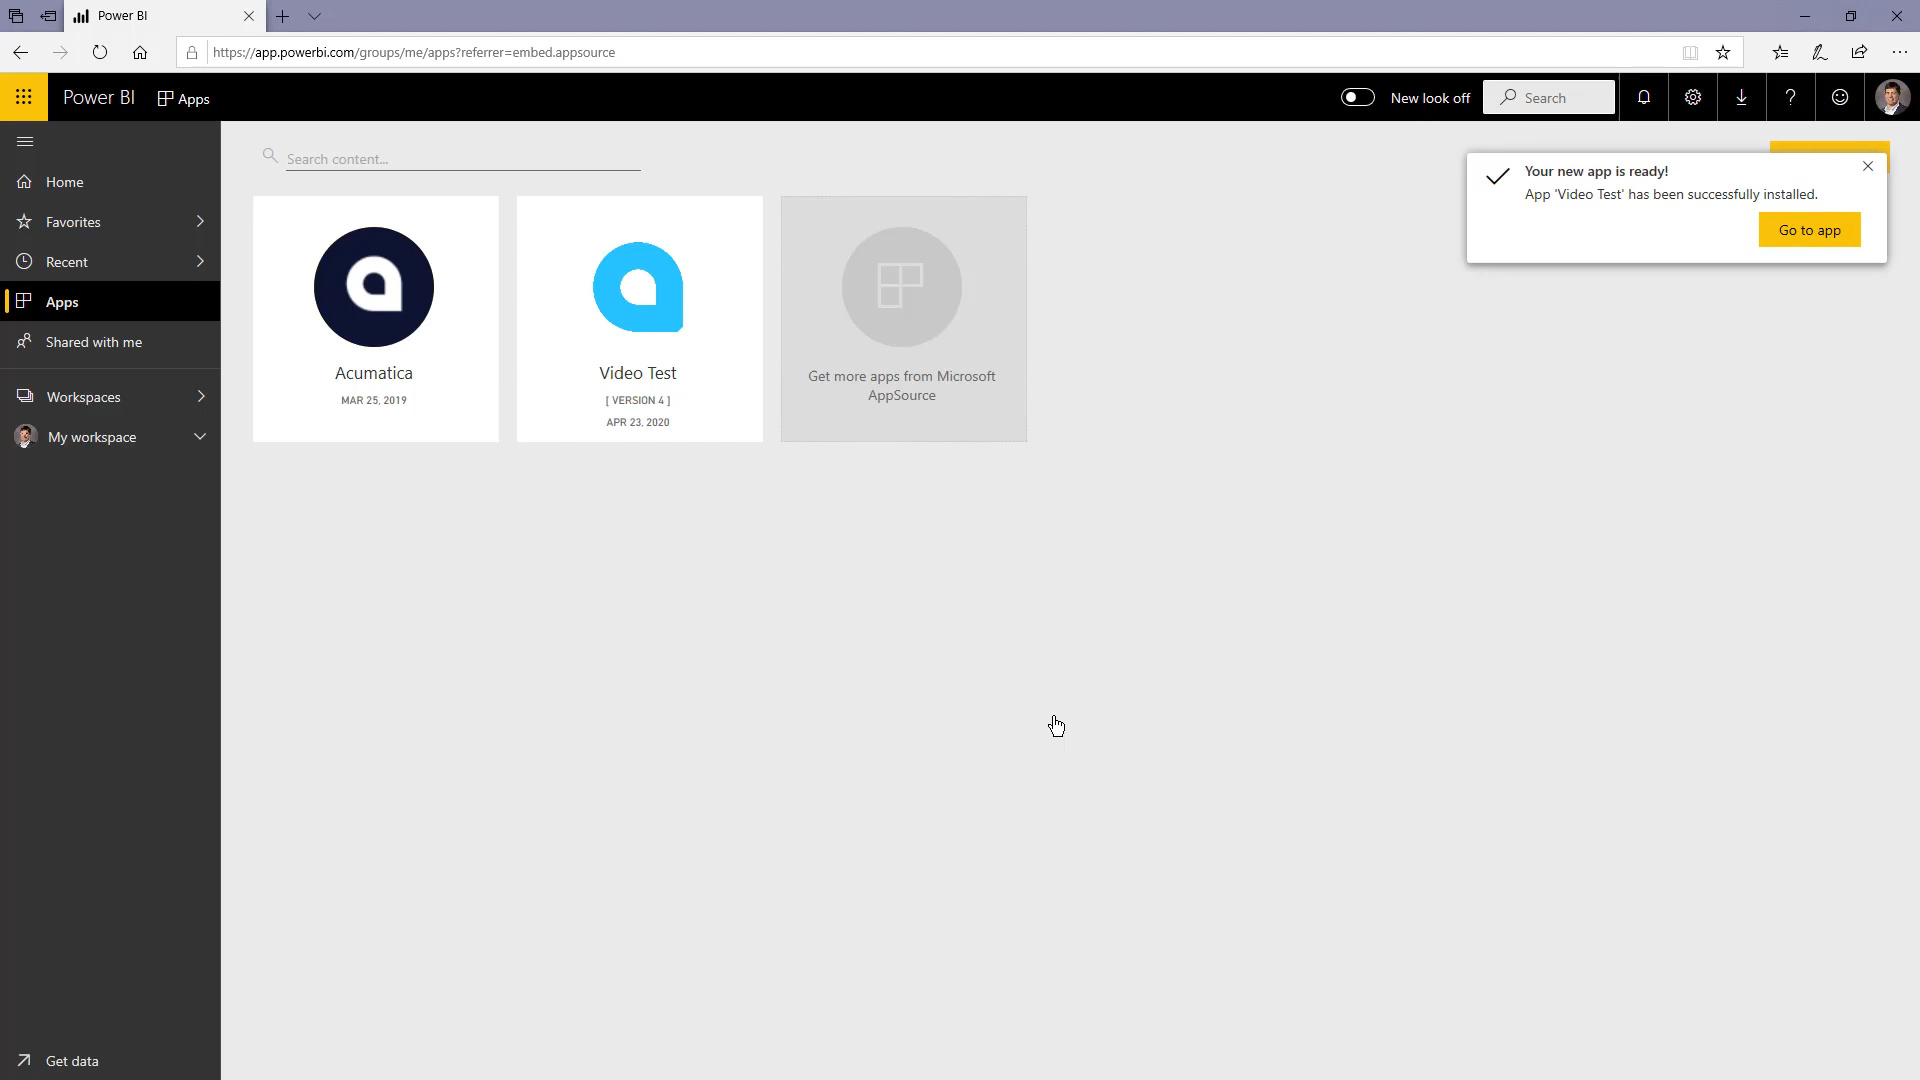 Power BI
https://app.powerbi.com/groups/me/apps?referrer=embed.appsource
Power BI
Apps
New look off
Search
Home
Favorites
Recent
Apps
Shared with me
Workspaces
My workspace
Get data
Search content...
Acumatica
MAR 25, 2019
Video Test
[ VERSION 4 ]
APR 23, 2020
Get more apps from Microsoft
AppSource
Your new app is ready!
App 'Video Test' has been successfully installed.
Go to app